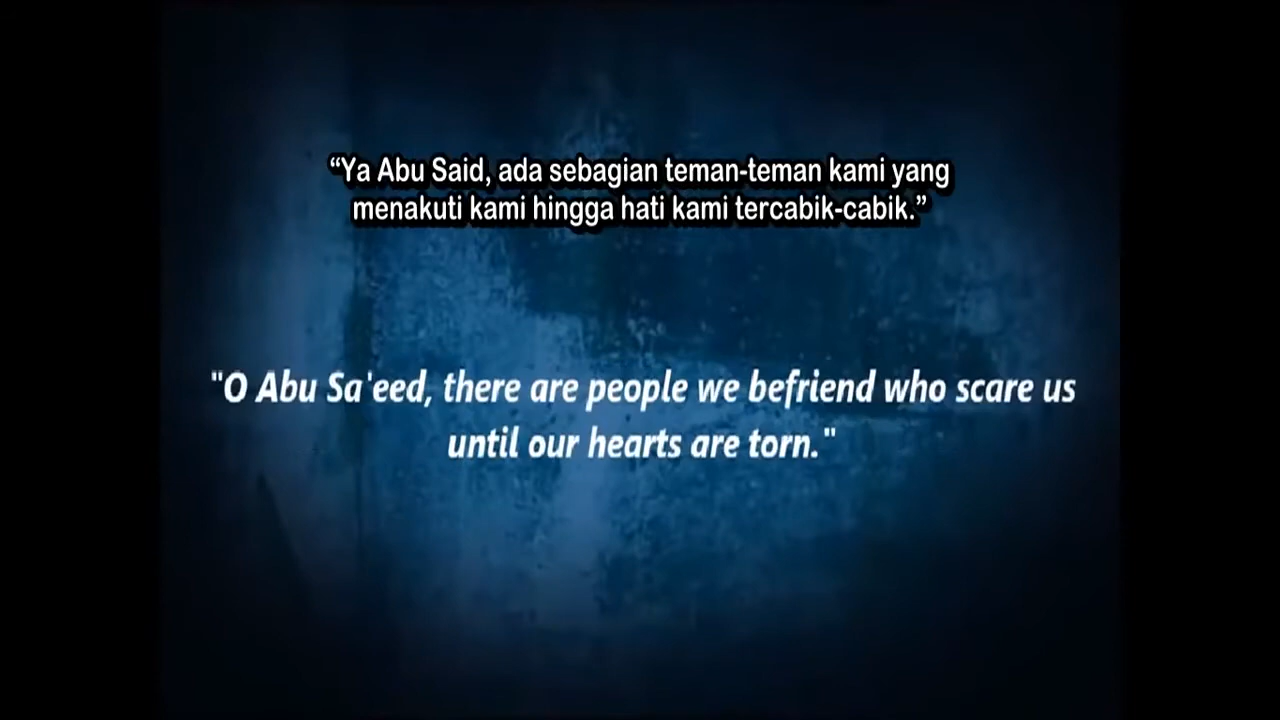 “Ya Abu Said, ada sebagian teman-teman kami yang
menakuti kami hingga hati kami tercabik-cabik.”
"O Abu Sa'eed, there are people we befriend who scare us
until our hearts are torn."